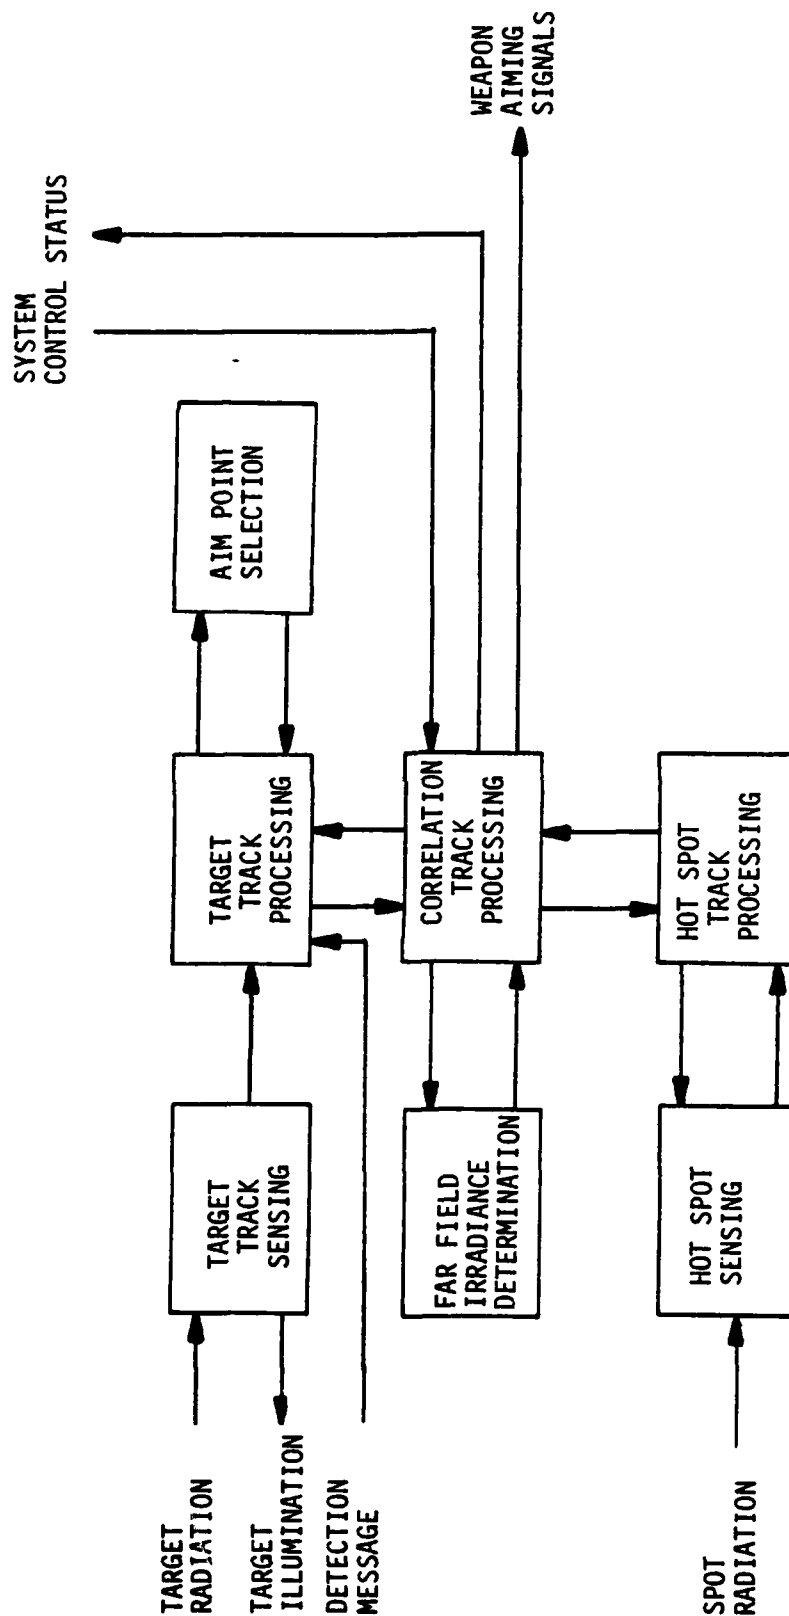 TARGET
RADIATION
TARGET
ILLUMINATION
DETECTION
MESSAGE
SPOT
RADIATION
TARGET
TRACK
SENSING
FAR FIELD
IRRADIANCE
DETERMINATION
HOT SPOT
SENSING
TARGET
TRACK
PROCESSING
CORRELATION
TRACK
PROCESSING
HOT SPOT
TRACK
PROCESSING
AIM POINT
SELECTION
SYSTEM
CONTROL STATUS
WEAPON
AIMING
SIGNALS